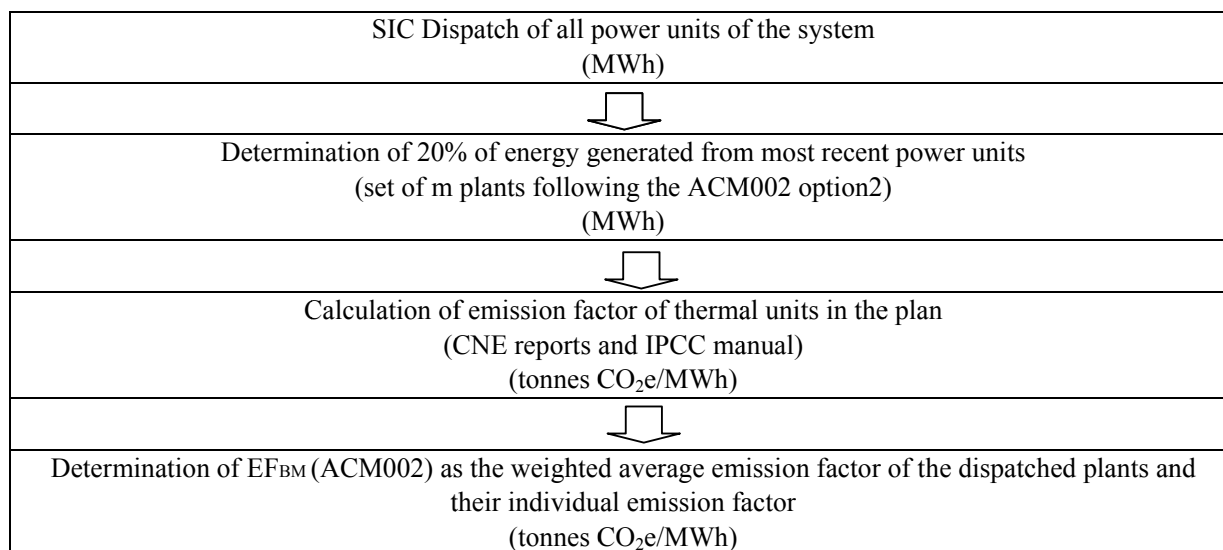 SIC Dispatch of all power units of the system
(MWh)
Determination of 20% of energy generated from most recent power units
(set of m plants following the ACM002 option2)
(MWh)
Calculation of emission factor of thermal units in the plan
(CNE reports and IPCC manual)
(tonnes CO₂e/MWh)
Determination of EFBM (ACM002) as the weighted average emission factor of the dispatched plants and
their individual emission factor
(tonnes CO₂e/MWh)